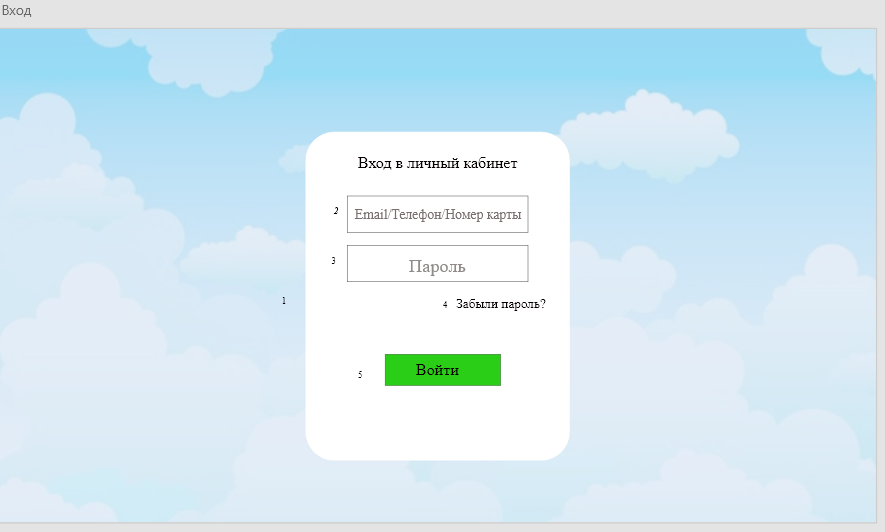 Вход
Вход в личный кабинет
2 Email/Телефон/Номер карты
3 Пароль
1
4 Забыли пароль?
5 Войти